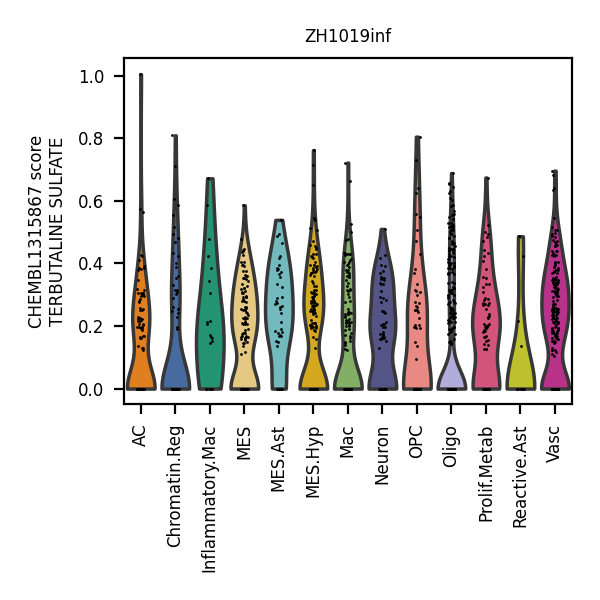 ZH1019inf
CHEMBL1315867 score
TERBUTALINE SULFATE
1.0
0.8
0.6
0.4
0.2
0.0
AC
Chromatin.Reg
Inflammatory.Mac
MES
MES.Ast
MES.Hyp
Mac
Neuron
OPC
Oligo
Prolif.Metab
Reactive.Ast
Vasc